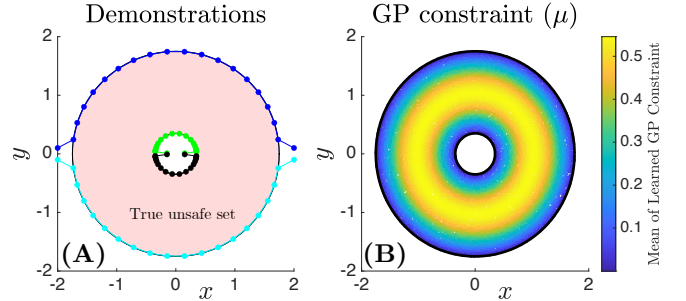 Demonstrations
2
1
0
-1
-2
y
True unsafe set
(A)
-2
-1
0
1
2
x
GP constraint (μ)
2
1
0
-1
-2
y
(B)
-2
0
2
x
0.5
0.4
0.3
0.2
0.1
Mean of Learned GP Constraint